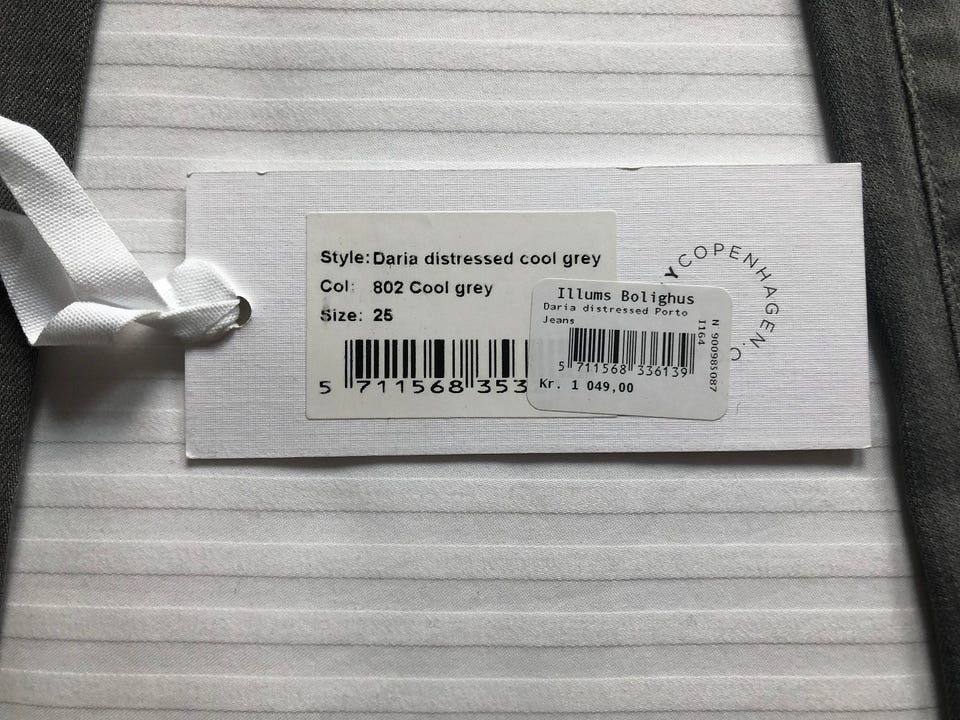 Style: Daria distressed cool grey
Col: 802 Cool grey
Size: 25
5 711568 353
Illums Bolighus
Daria distressed Porto
Jeans
5 711568 336139
Kr. 1 049,00
N 900985087
1164
Y COPENHAGEN.C